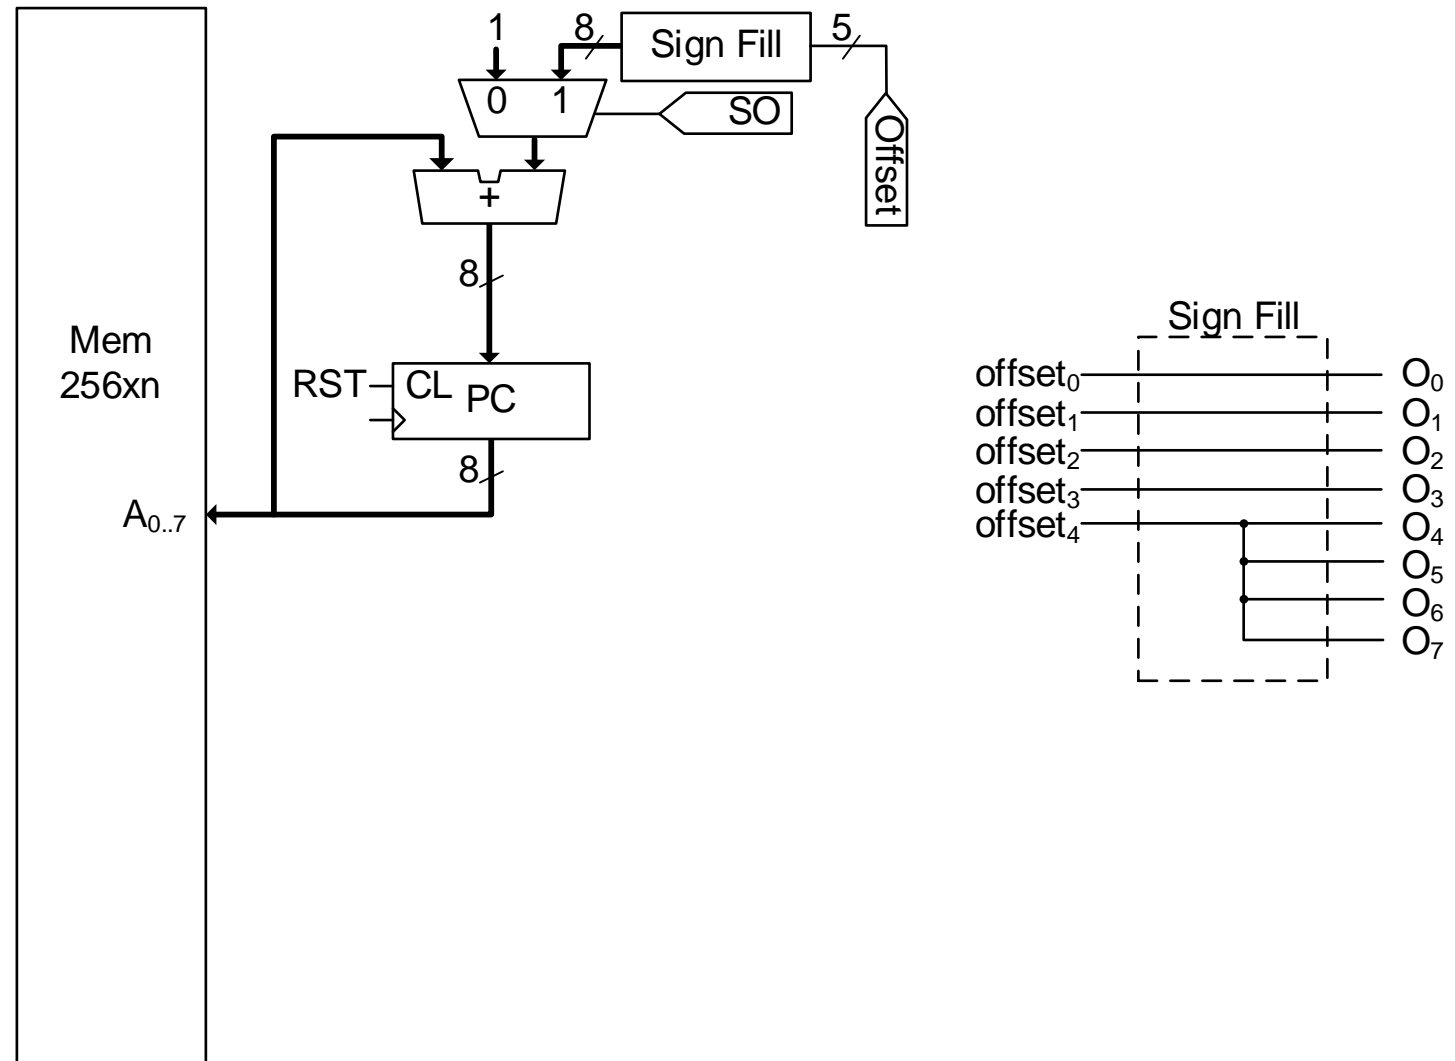 1
8
Sign Fill
5
0 1
SO
Offset
+
8
Mem
256xn
RST
CL PC
8
A0..7
Sign Fill
offset0 O0
offset1 O1
offset2 O2
offset3 O3
offset4 O4
O5
O6
O7